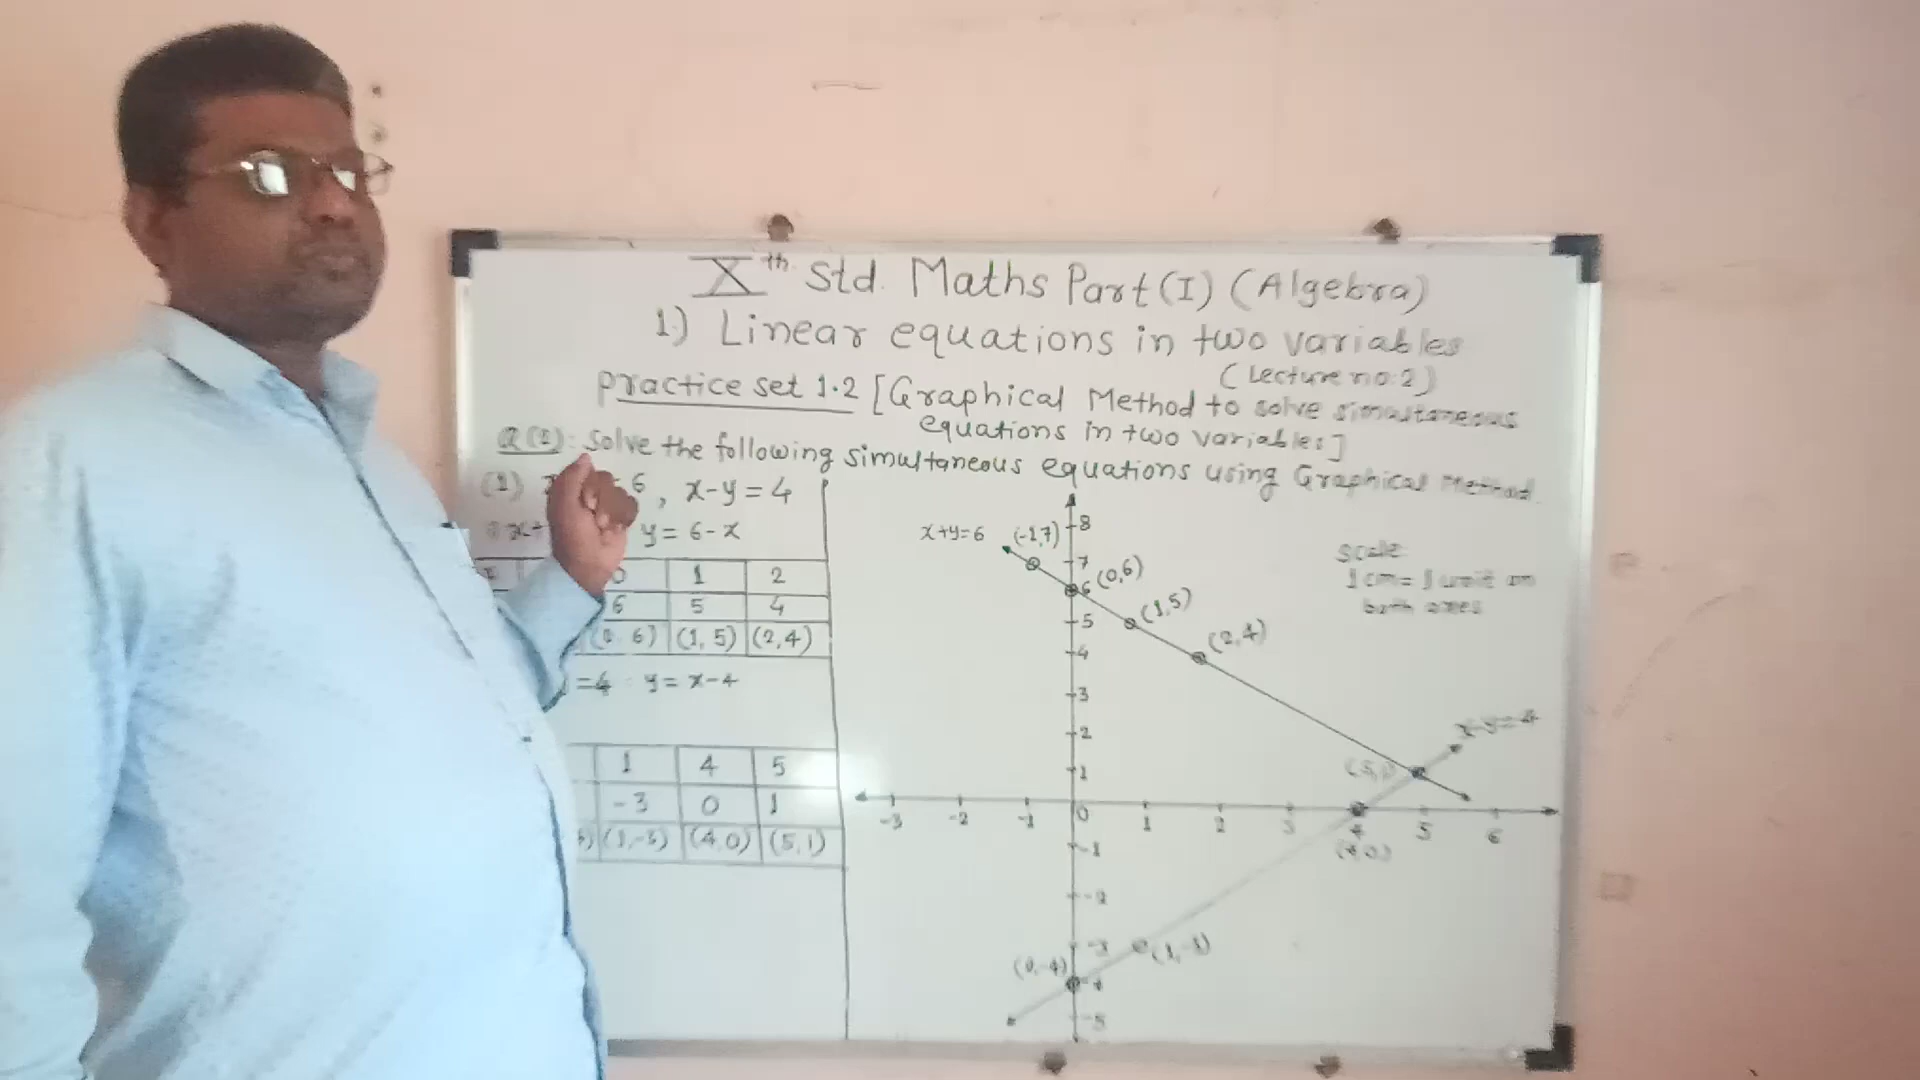 Xth Std. Maths Part (I) (Algebra)
1.) Linear equations in two variables
(Lecture no: 2)
Practice set 1.2 [Graphical Method to solve simultaneous
equations in two variables]
Q(2): Solve the following simultaneous equations using Graphical Method.
(1) 6, x-y=4
y = 6-x
0 1 2
6 5 4
(0, 6) (1, 5) (2, 4)
=4 y = x-4
1 4 5
-3 0 1
(1,-3) (4,0) (5,1)
x+y=6 (-1,7) 8
7
6 (0,6)
5 (1,5)
4 (2,4)
3
2
1
x-y=4
(5,1)
-3 -2 -1 0 1 2 3 4 5 6
(4,0)
-1
-2
-3 (1,-3)
(0,-4) -4
-5
Scale
1 cm = 1 unit on
both axes